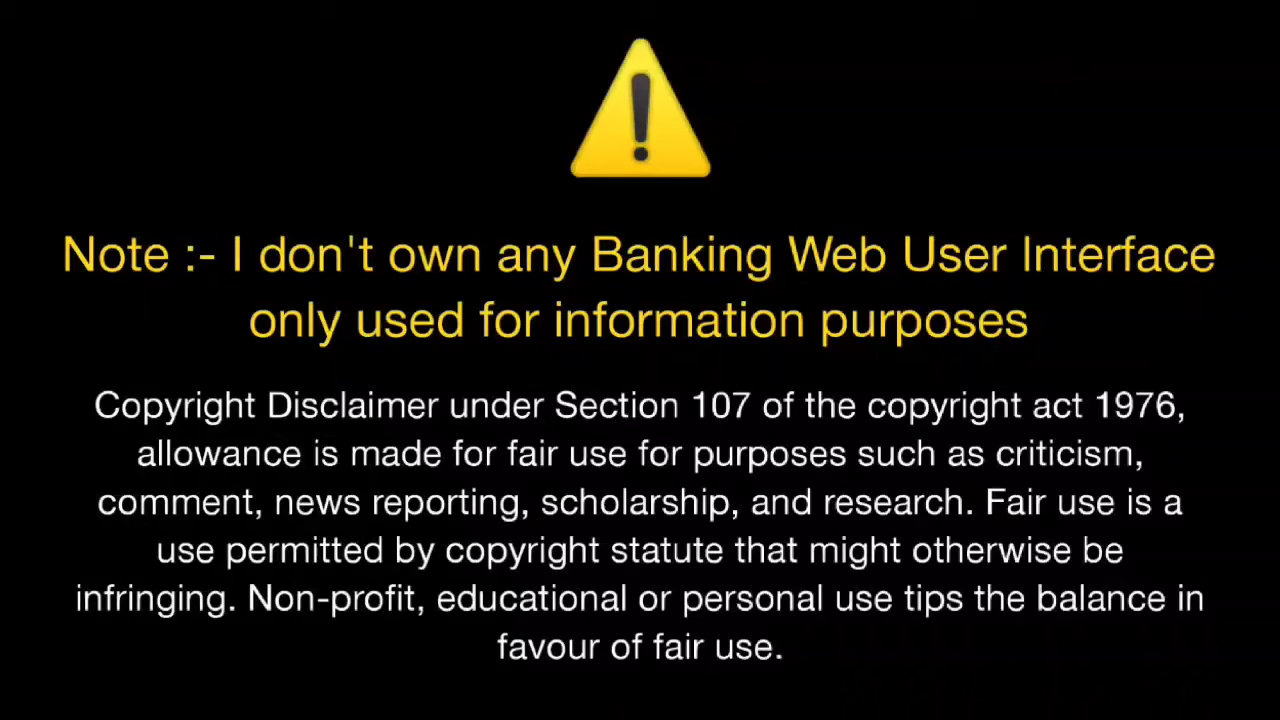 Note :- I don't own any Banking Web User Interface
only used for information purposes
Copyright Disclaimer under Section 107 of the copyright act 1976,
allowance is made for fair use for purposes such as criticism,
comment, news reporting, scholarship, and research. Fair use is a
use permitted by copyright statute that might otherwise be
infringing. Non-profit, educational or personal use tips the balance in
favour of fair use.